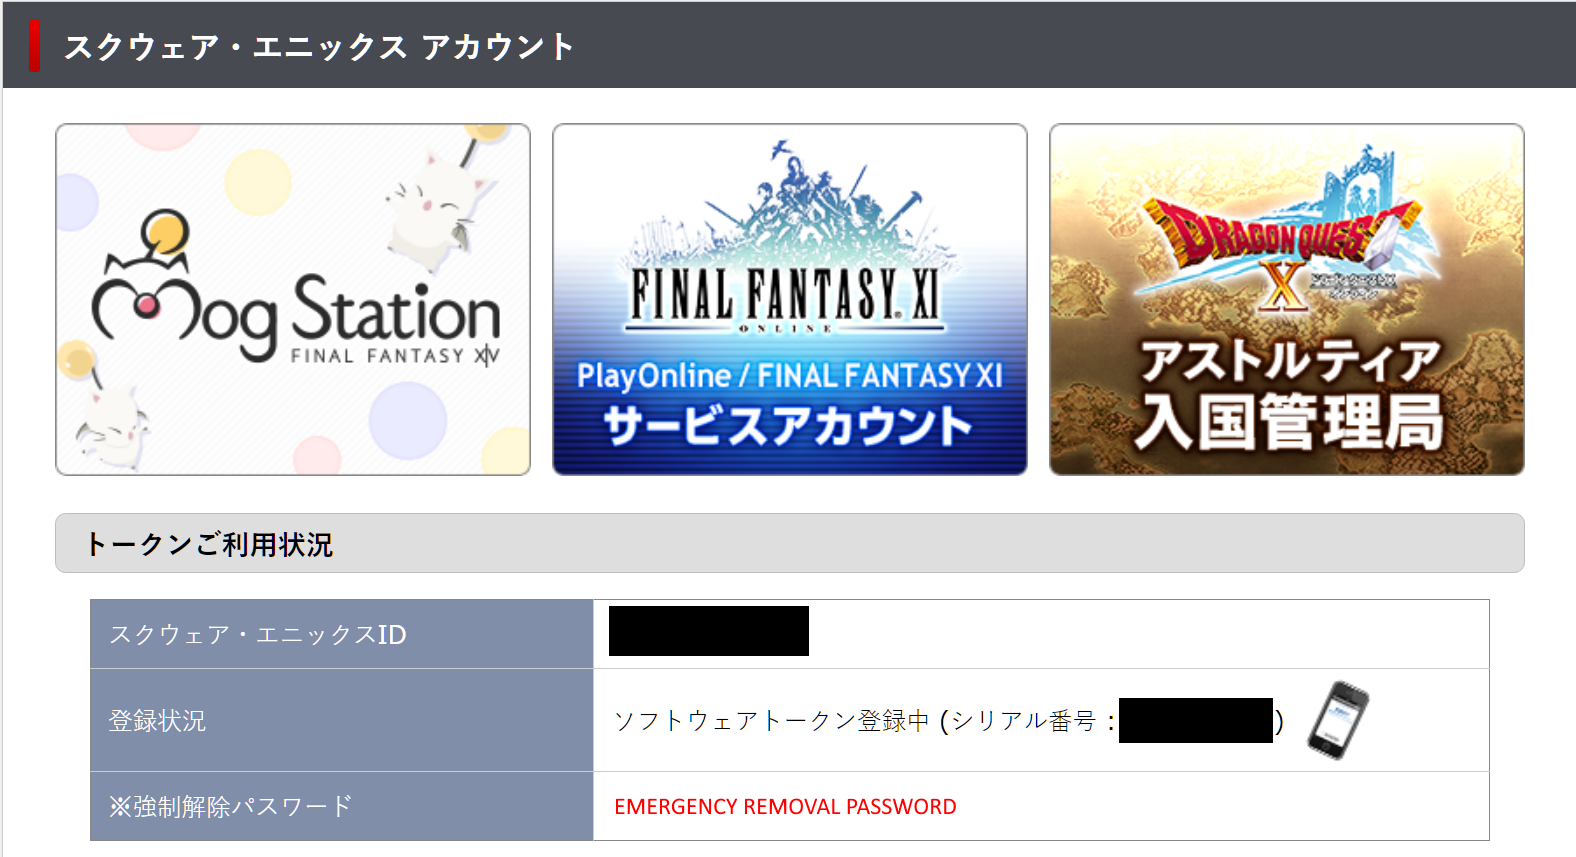 スクウェア・エニックス アカウント
Mog Station
FINAL FANTASY XIV
FINAL FANTASY XI
ONLINE
PlayOnline / FINAL FANTASY XI
サービスアカウント
DRAGON QUEST
X
アストルティア
入国管理局
トークンご利用状況
スクウェア・エニックスID
登録状況
ソフトウェアトークン登録中 (シリアル番号 : )
※強制解除パスワード
EMERGENCY REMOVAL PASSWORD